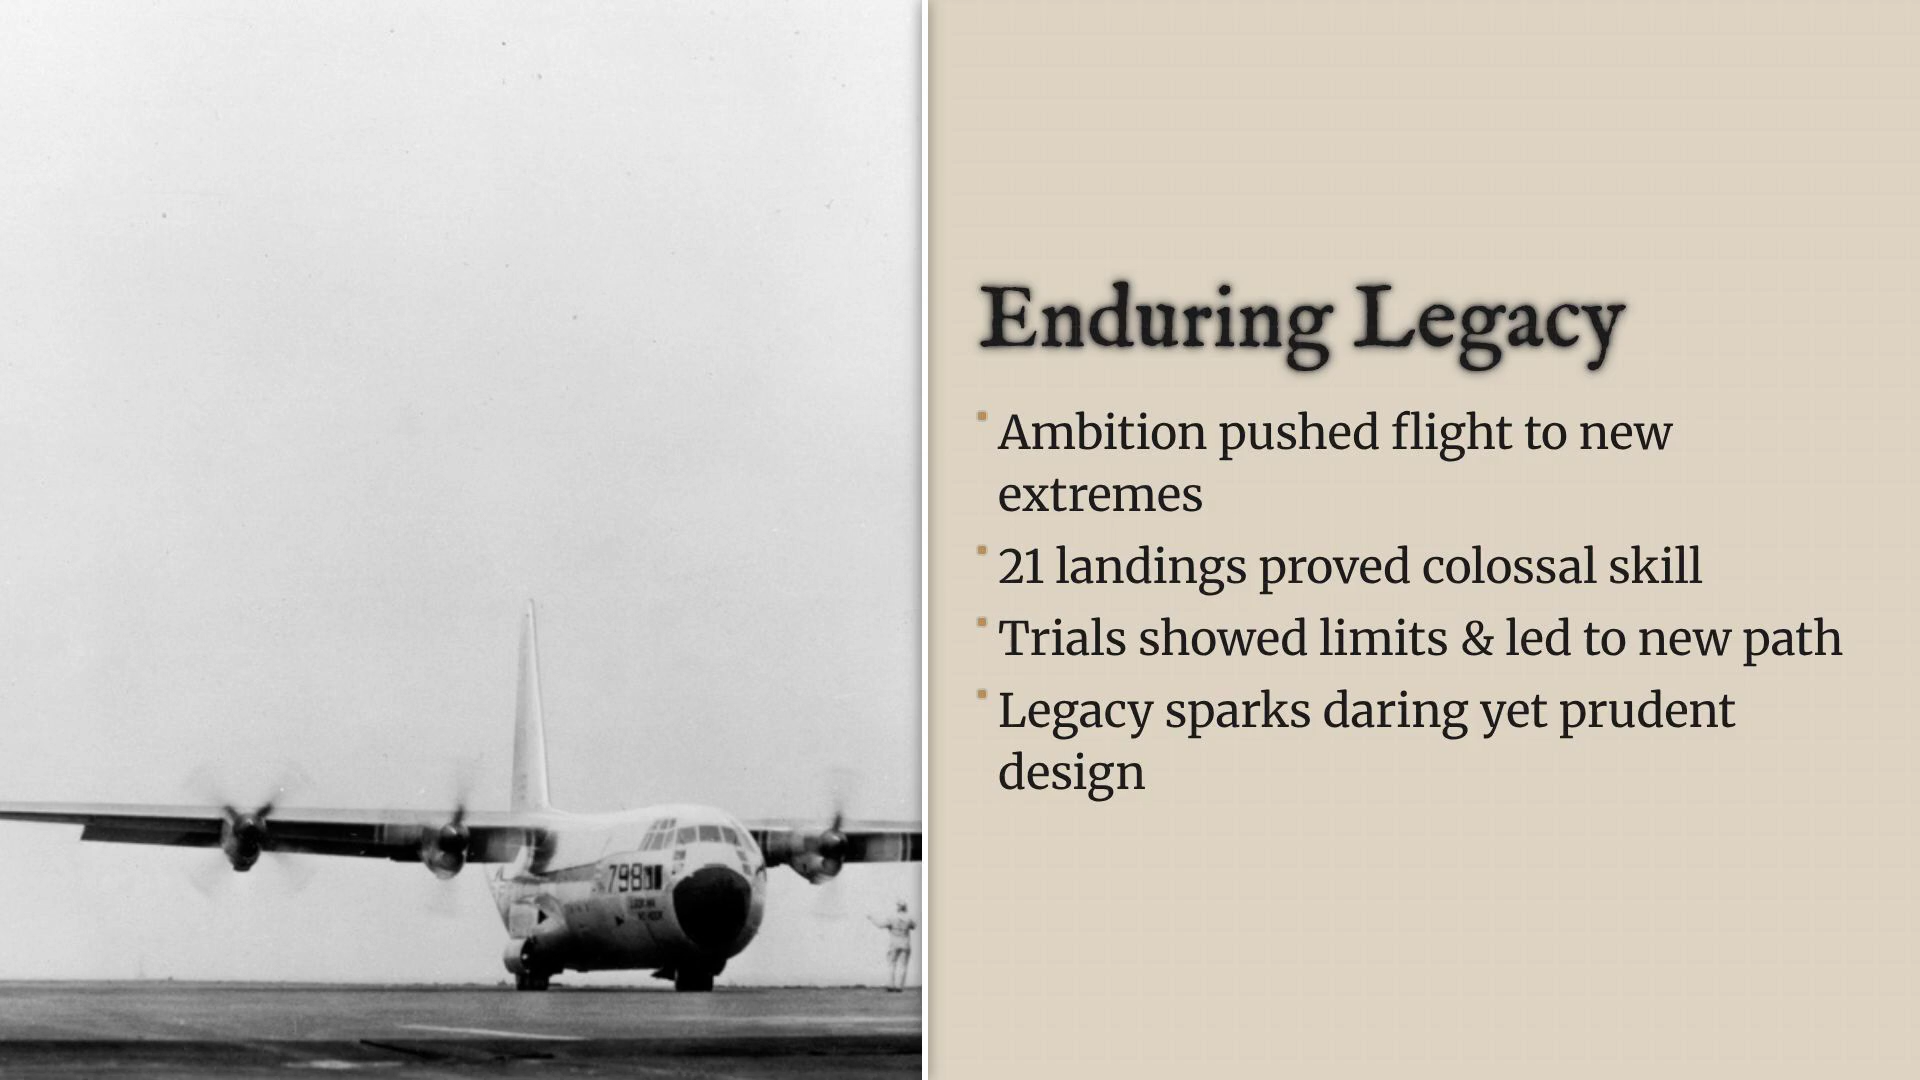 798
Enduring Legacy
Ambition pushed flight to new
extremes
21 landings proved colossal skill
Trials showed limits & led to new path
Legacy sparks daring yet prudent
design